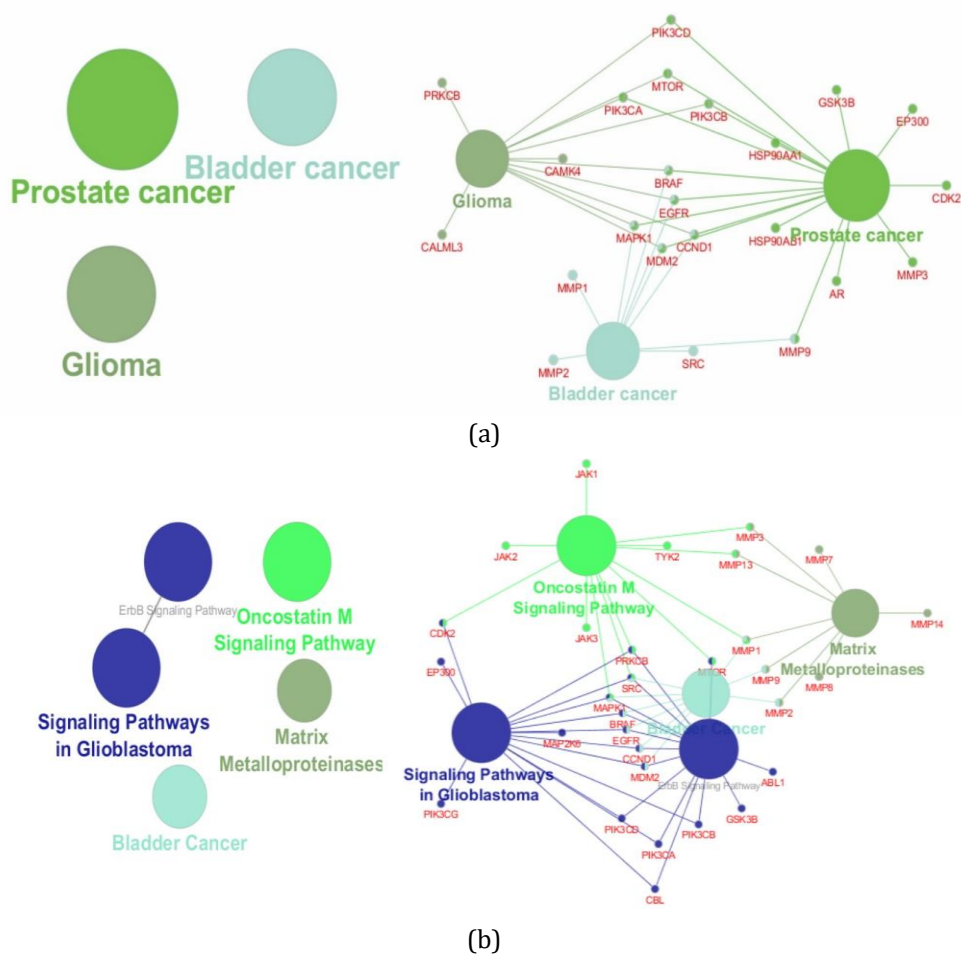 Prostate cancer
Bladder cancer
Glioma
PIK3CD
PRKCB
MTOR
PIK3CA
PIK3CB
GSK3B
EP300
HSP90AA1
Glioma
CAMK4
BRAF
CDK2
EGFR
CALML3
MAPK1
CCND1
HSP90AB1
Prostate cancer
MDM2
MMP3
MMP1
AR
MMP9
MMP2
SRC
Bladder cancer
(a)
ErbB Signaling Pathway
Oncostatin M
Signaling Pathway
Signaling Pathways
in Glioblastoma
Matrix
Metalloproteinases
Bladder Cancer
JAK1
MMP3
JAK2
TYK2
MMP7
MMP13
Oncostatin M
Signaling Pathway
MMP14
CDK2
JAK3
MMP1
Matrix
Metalloproteinases
EP300
PRKCB
MTOR
SRC
MMP9
MMP8
MAPK1
MMP2
BRAF
Bladder Cancer
MAP2K6
EGFR
CCND1
Signaling Pathways
in Glioblastoma
MDM2
ErbB Signaling Pathway
ABL1
PIK3CG
PIK3CD
PIK3CB
GSK3B
PIK3CA
CBL
(b)